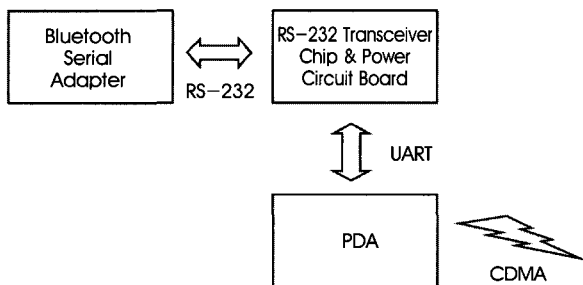 Bluetooth
Serial
Adapter
RS-232
RS-232 Transceiver
Chip & Power
Circuit Board
UART
PDA
CDMA